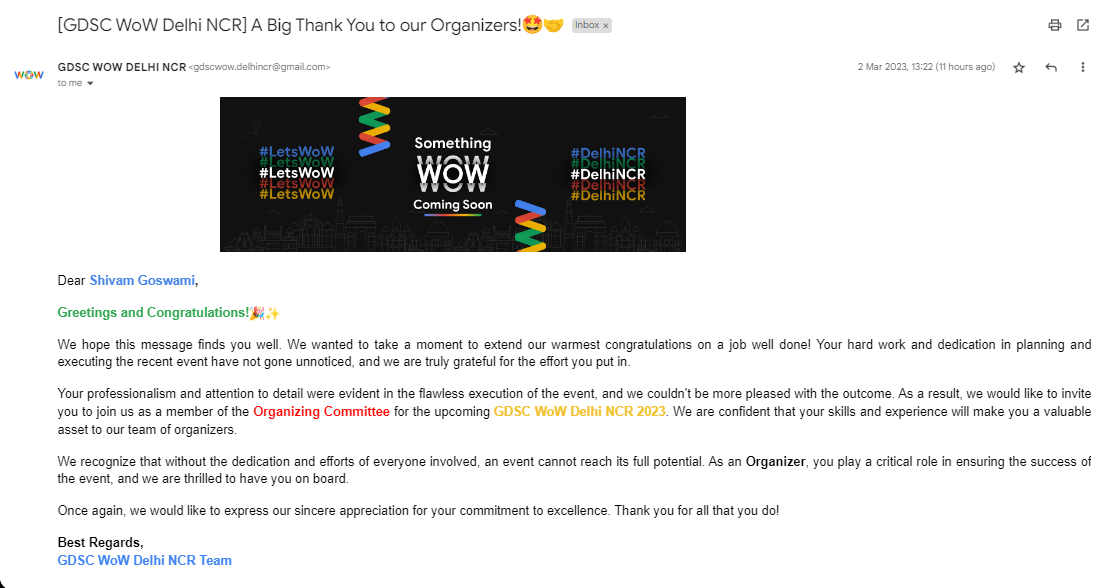 [GDSC WoW Delhi NCR] A Big Thank You to our Organizers!🤩🤝 Inbox ×
WOW
GDSC WOW DELHI NCR <gdscwow.delhincr@gmail.com>
2 Mar 2023, 13:22 (11 hours ago)
to me
#LetsWoW
#LetsWoW
#LetsWoW
#LetsWoW
#LetsWoW
Something
WOW
Coming Soon
#DelhiNCR
#DelhiNCR
#DelhiNCR
#DelhiNCR
#DelhiNCR
Dear Shivam Goswami,
Greetings and Congratulations!🎉✨
We hope this message finds you well. We wanted to take a moment to extend our warmest congratulations on a job well done! Your hard work and dedication in planning and
executing the recent event have not gone unnoticed, and we are truly grateful for the effort you put in.
Your professionalism and attention to detail were evident in the flawless execution of the event, and we couldn't be more pleased with the outcome. As a result, we would like to invite
you to join us as a member of the Organizing Committee for the upcoming GDSC WoW Delhi NCR 2023. We are confident that your skills and experience will make you a valuable
asset to our team of organizers.
We recognize that without the dedication and efforts of everyone involved, an event cannot reach its full potential. As an Organizer, you play a critical role in ensuring the success of
the event, and we are thrilled to have you on board.
Once again, we would like to express our sincere appreciation for your commitment to excellence. Thank you for all that you do!
Best Regards,
GDSC WoW Delhi NCR Team